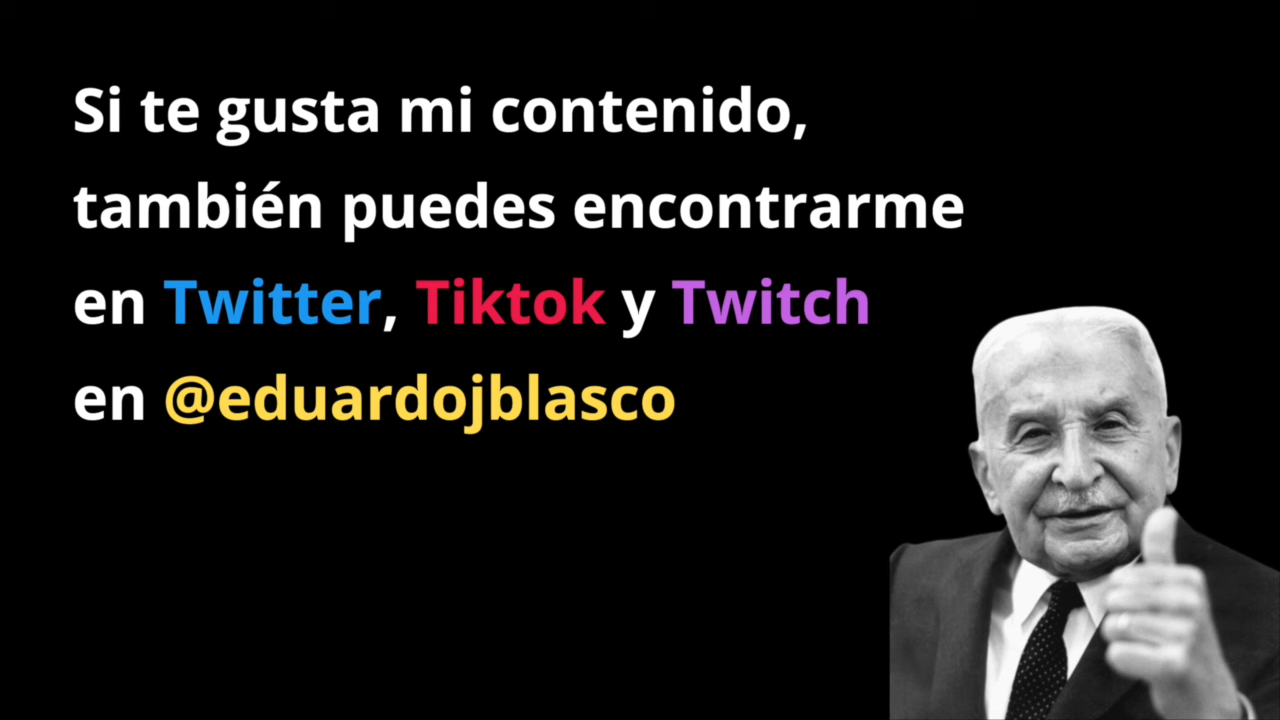 Si te gusta mi contenido,
también puedes encontrarme
en Twitter, Tiktok y Twitch
en @eduardojblasco